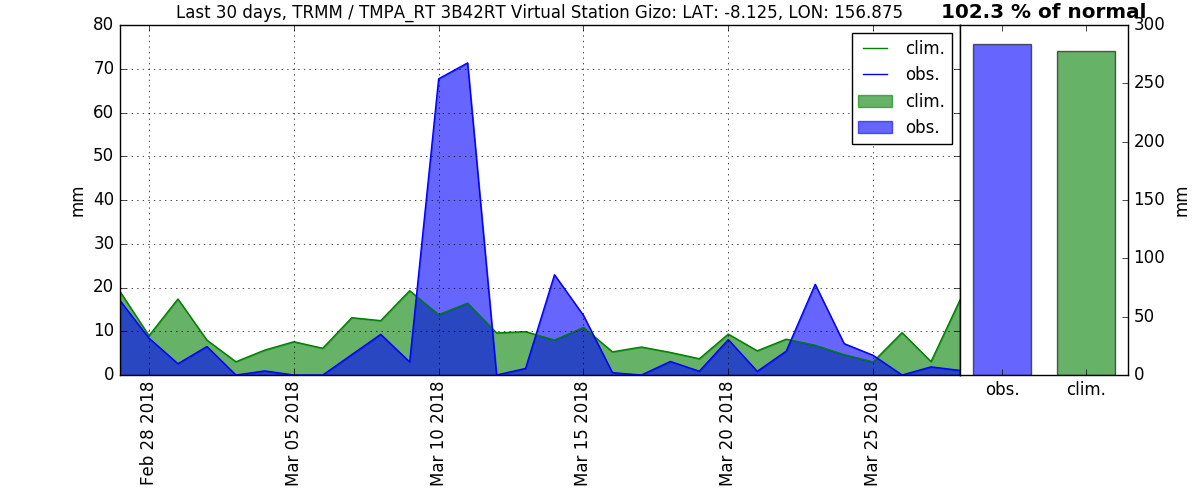 Last 30 days, TRMM / TMPA_RT 3B42RT Virtual Station Gizo: LAT: -8.125, LON: 156.875
102.3 % of normal
80
70
60
50
40
30
20
10
0
mm
clim.
obs.
clim.
obs.
Feb 28 2018
Mar 05 2018
Mar 10 2018
Mar 15 2018
Mar 20 2018
Mar 25 2018
300
250
200
150
100
50
0
mm
obs.
clim.